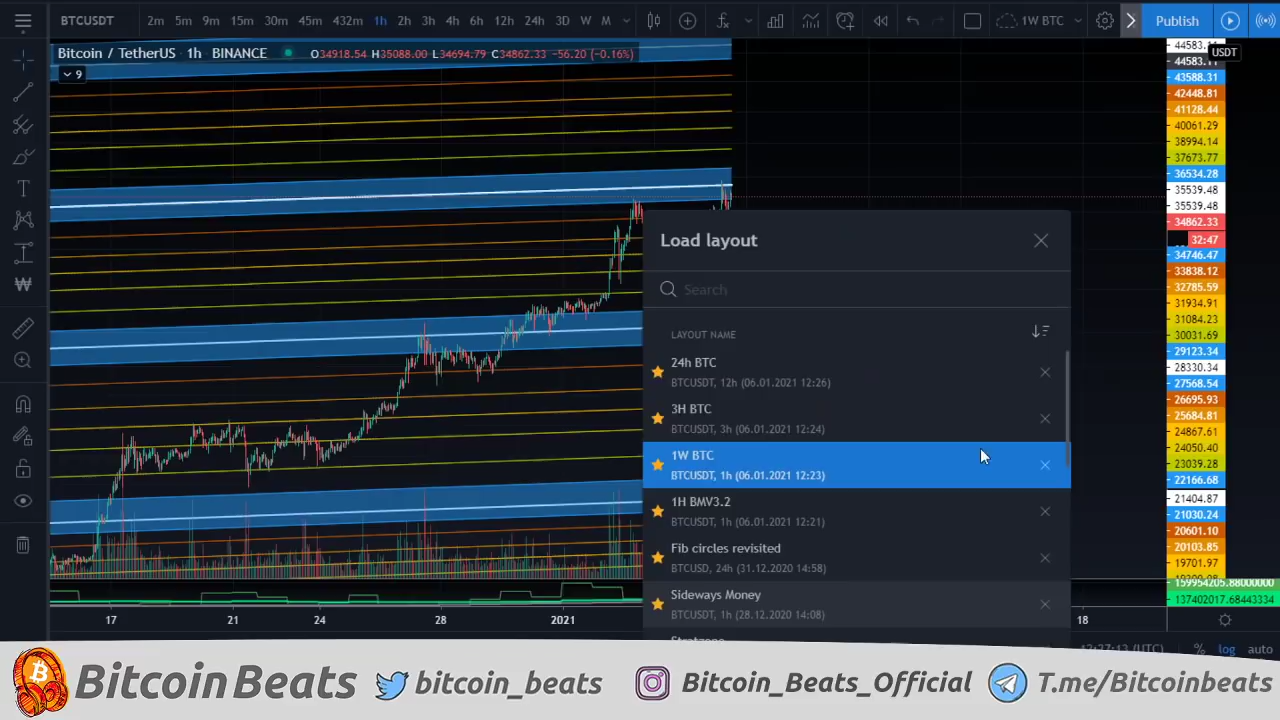 BTCUSDT 2m 5m 9m 15m 30m 45m 432m 1h 2h 3h 4h 6h 12h 24h 3D W M 1W BTC Publish
Bitcoin / TetherUS · 1h · BINANCE O34918.54 H35088.00 L34694.79 C34862.33 −56.20 (−0.16%)
9
USDT
44583.11
44583.11
43588.31
42448.81
41128.44
40061.29
38994.14
37673.77
36534.28
35539.48
35539.48
34862.33
32:47
34746.47
33838.12
32785.59
31934.91
31084.23
30031.69
29123.34
28330.34
27568.54
26695.93
25684.81
24867.61
24050.40
23039.28
22166.68
21404.87
21030.24
20601.10
20103.85
19701.97
159954205.88000000
137402017.68443334
Load layout
Search
LAYOUT NAME
24h BTC
BTCUSDT, 12h (06.01.2021 12:26)
3H BTC
BTCUSDT, 3h (06.01.2021 12:24)
1W BTC
BTCUSDT, 1h (06.01.2021 12:23)
1H BMV3.2
BTCUSDT, 1h (06.01.2021 12:21)
Fib circles revisited
BTCUSD, 24h (31.12.2020 14:58)
Sideways Money
BTCUSDT, 1h (28.12.2020 14:08)
17 21 24 28 2021 18
% log auto
BitcoinBeats bitcoin_beats Bitcoin_Beats_Official T.me/Bitcoinbeats